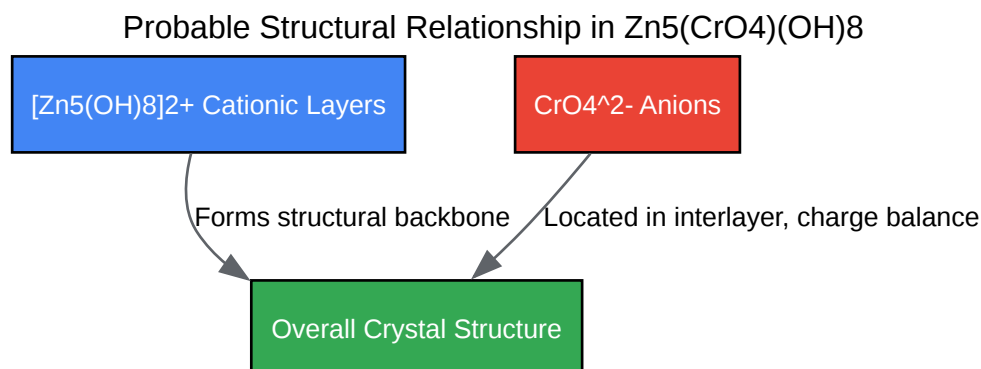 Probable Structural Relationship in Zn5(CrO4)(OH)8
[Zn5(OH)8]2+ Cationic Layers
CrO4^2- Anions
Forms structural backbone
Located in interlayer, charge balance
Overall Crystal Structure